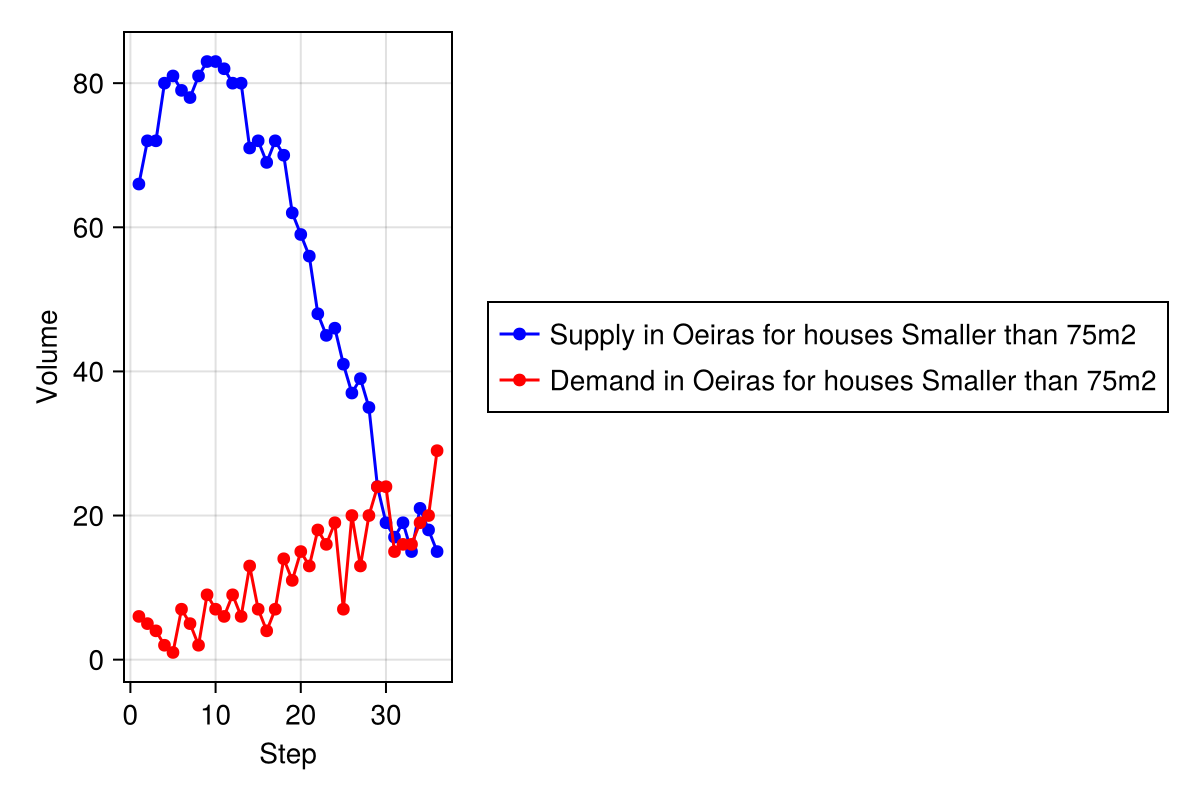 80
60
40
20
0
Volume
0 10 20 30
Step
Supply in Oeiras for houses Smaller than 75m2
Demand in Oeiras for houses Smaller than 75m2